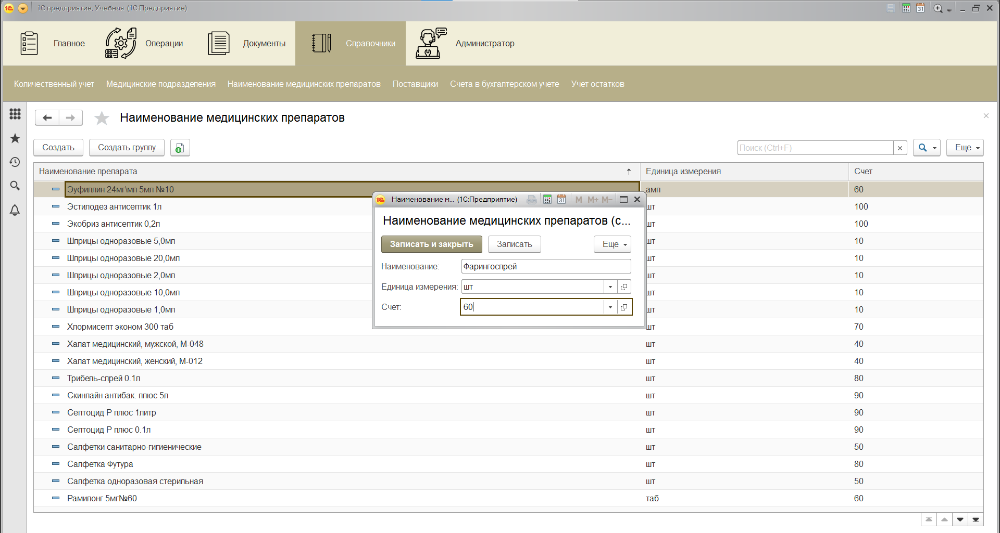 1С предприятие, Учебная (1С:Предприятие)
Главное
Операции
Документы
Справочники
Администратор
Количественный учет Медицинские подразделения Наименование медицинских препаратов Поставщики Счета в бухгалтерском учете Учет остатков
Наименование медицинских препаратов
Создать Создать группу Поиск (Ctrl+F) Еще
Наименование препарата Единица измерения Счет
Эуфиллин 24мг\мл 5мл №10 амп 60
Эстилодез антисептик 1л шт 100
Экобриз антисептик 0,2л шт 100
Шприцы одноразовые 5,0мл шт 10
Шприцы одноразовые 20,0мл шт 10
Шприцы одноразовые 2,0мл шт 10
Шприцы одноразовые 10,0мл шт 10
Шприцы одноразовые 1,0мл шт 10
Хлормисепт эконом 300 таб шт 70
Халат медицинский, мужской, М-048 шт 40
Халат медицинский, женский, М-012 шт 40
Трибель-спрей 0.1л шт 80
Скинлайн антибак. плюс 5л шт 90
Септоцид Р плюс 1литр шт 90
Септоцид Р плюс 0.1л шт 90
Салфетки санитарно-гигиенические шт 50
Салфетка Футура шт 80
Салфетка одноразовая стерильная шт 50
Рамилонг 5мг№60 таб 60
Наименование м... (1С:Предприятие) 31 M M+ M-
Наименование медицинских препаратов (с...
Записать и закрыть Записать Еще
Наименование: Фарингоспрей
Единица измерения: шт
Счет: 60